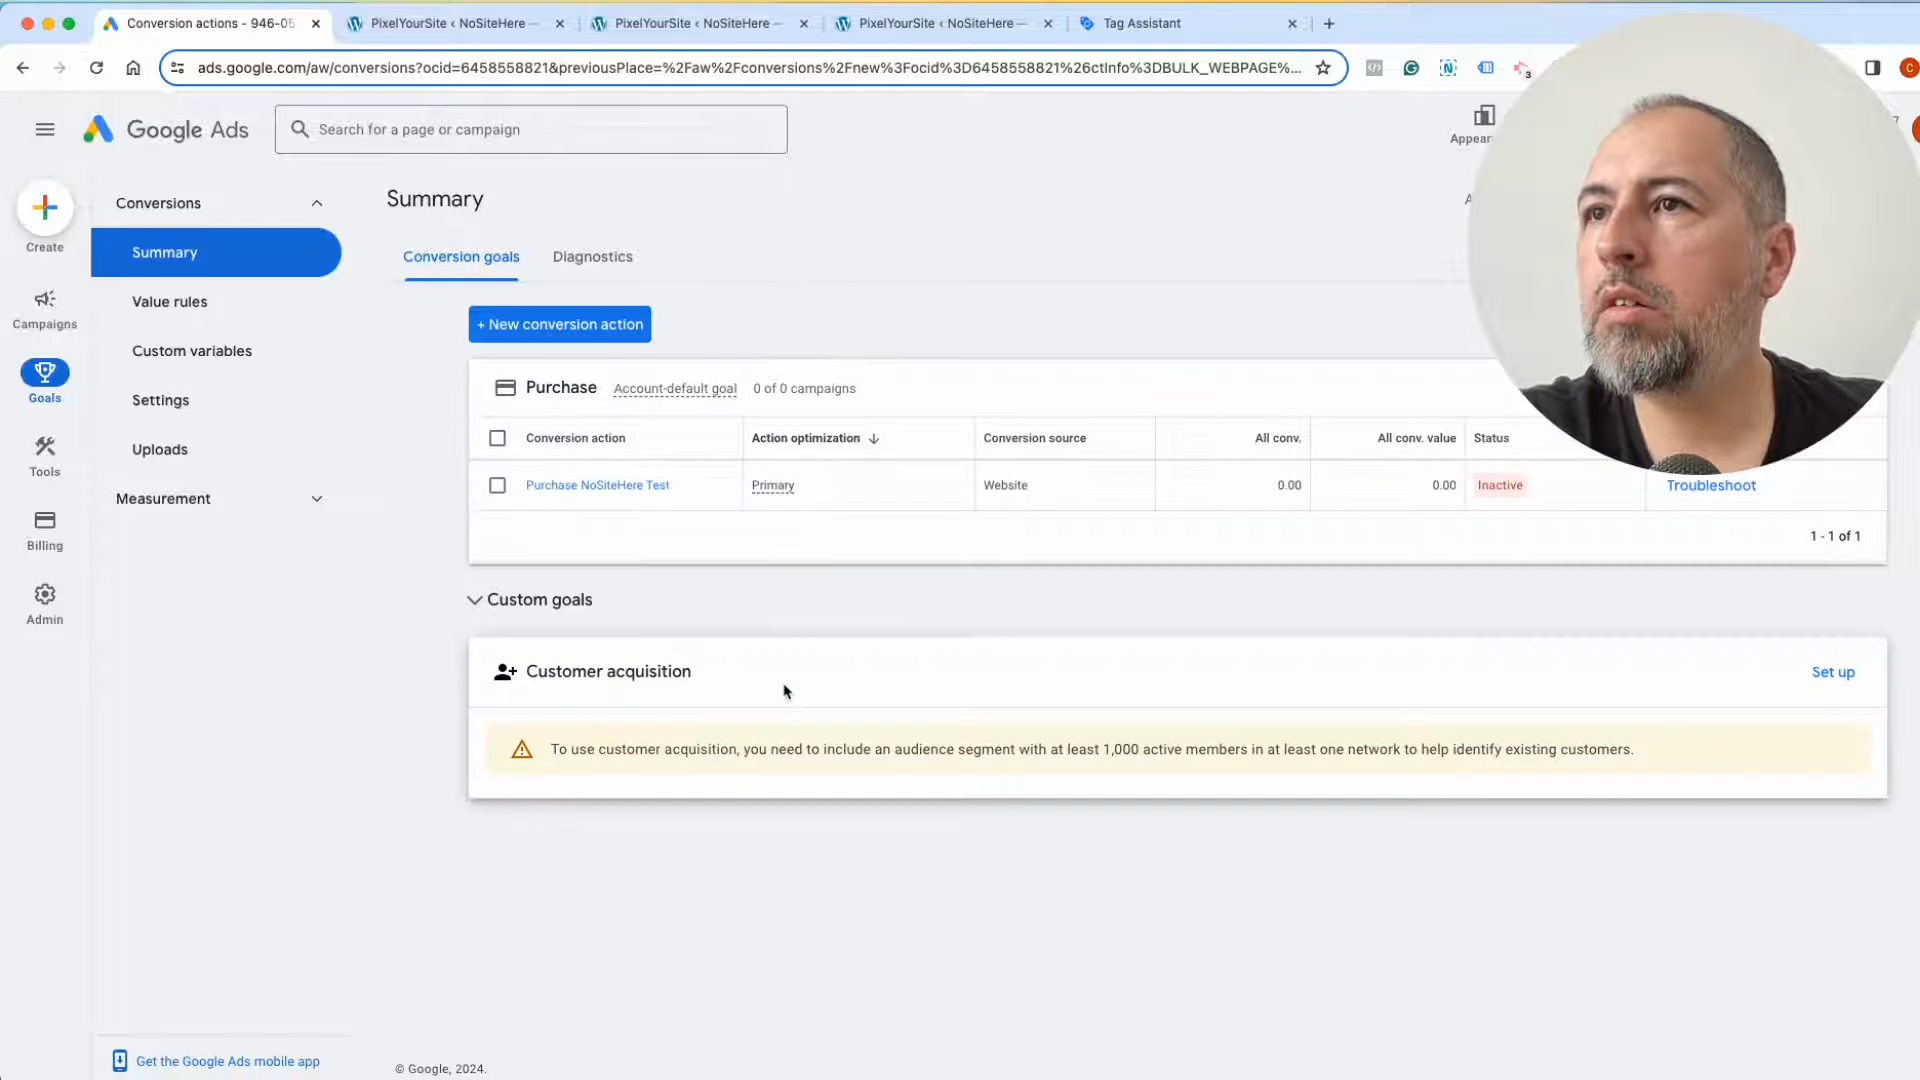 Conversion actions - 946-05
PixelYourSite ‹ NoSiteHere —
PixelYourSite ‹ NoSiteHere —
PixelYourSite ‹ NoSiteHere —
Tag Assistant
ads.google.com/aw/conversions?ocid=6458558821&previousPlace=%2Faw%2Fconversions%2Fnew%3Focid%3D6458558821%26ctInfo%3DBULK_WEBPAGE%...
3
C
Google Ads
Search for a page or campaign
Appear
Create
Campaigns
Goals
Tools
Billing
Admin
Conversions
Summary
Value rules
Custom variables
Settings
Uploads
Measurement
Summary
Conversion goals
Diagnostics
+ New conversion action
Purchase Account-default goal 0 of 0 campaigns
Conversion action Action optimization Conversion source All conv. All conv. value Status
Purchase NoSiteHere Test Primary Website 0.00 0.00 Inactive Troubleshoot
1 - 1 of 1
Custom goals
Customer acquisition
Set up
To use customer acquisition, you need to include an audience segment with at least 1,000 active members in at least one network to help identify existing customers.
Get the Google Ads mobile app
© Google, 2024.